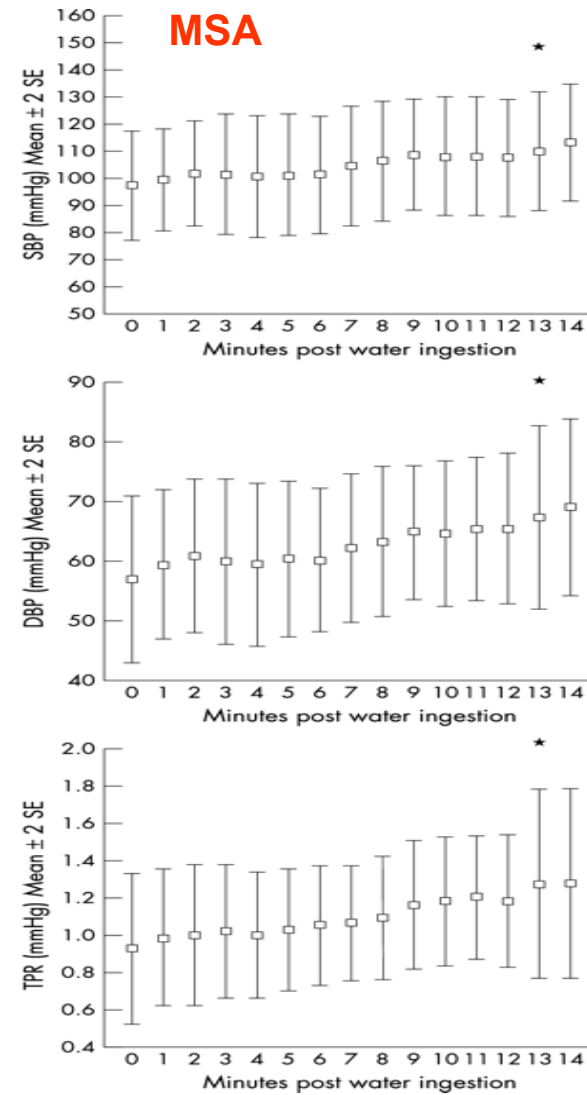 MSA
SBP (mmHg) Mean ± 2 SE
160
150
140
130
120
110
100
90
80
70
60
50
0 1 2 3 4 5 6 7 8 9 10 11 12 13 14
Minutes post water ingestion
DBP (mmHg) Mean ± 2 SE
90
80
70
60
50
40
0 1 2 3 4 5 6 7 8 9 10 11 12 13 14
Minutes post water ingestion
TPR (mmHg) Mean ± 2 SE
2.0
1.8
1.6
1.4
1.2
1.0
0.8
0.6
0.4
0 1 2 3 4 5 6 7 8 9 10 11 12 13 14
Minutes post water ingestion